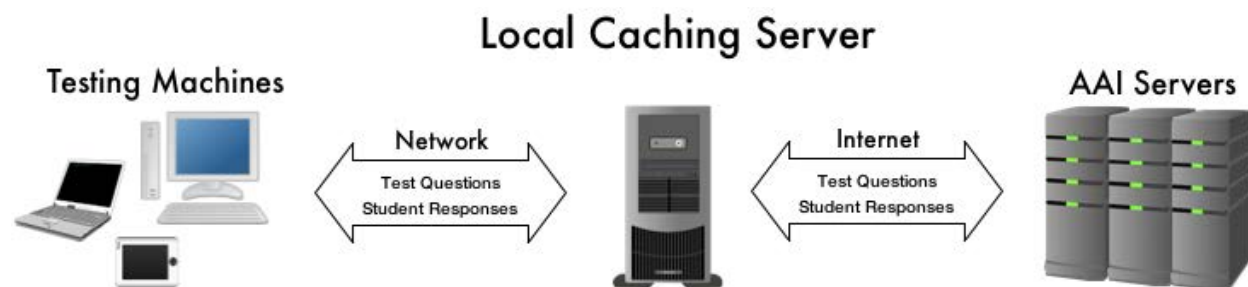 Local Caching Server
Testing Machines
AAI Servers
Network
Test Questions
Student Responses
Internet
Test Questions
Student Responses